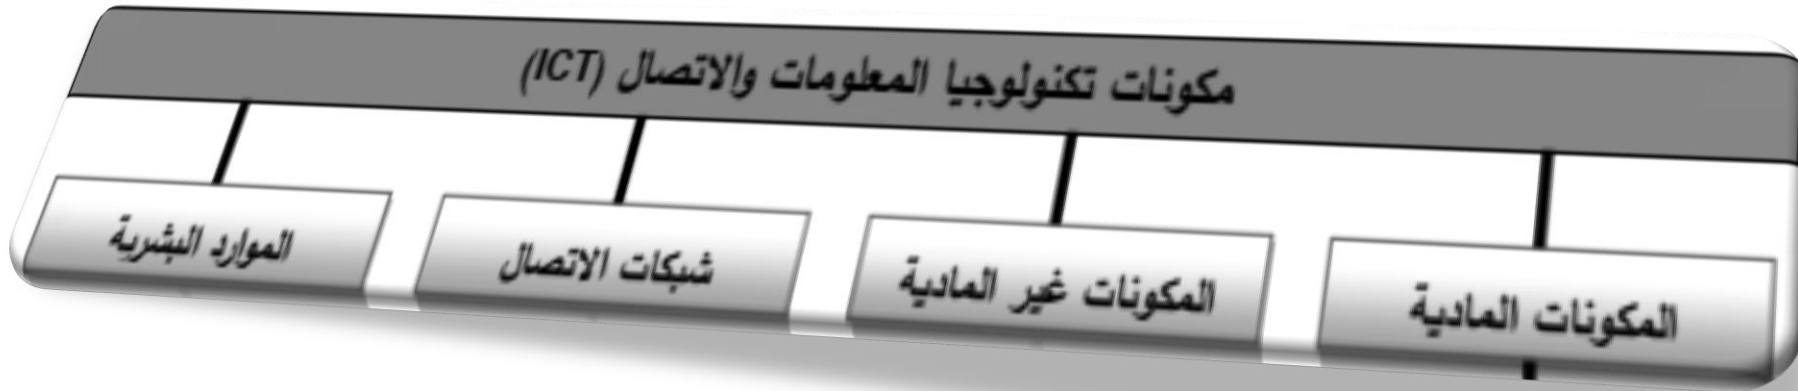 مكونات تكنولوجيا المعلومات والاتصال (ICT)
المكونات المادية
المكونات غير المادية
شبكات الاتصال
الموارد البشرية